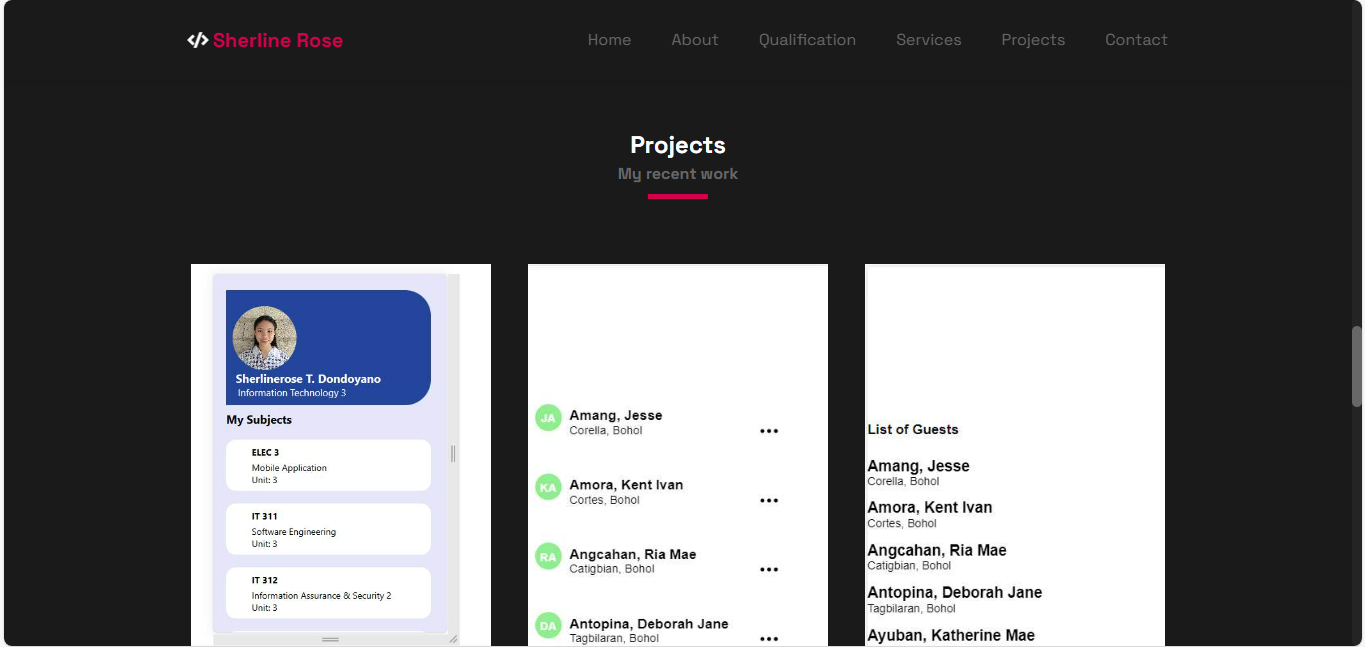 </> Sherline Rose
Home About Qualification Services Projects Contact
Projects
My recent work
Sherlinerose T. Dondoyano
Information Technology 3
My Subjects
ELEC 3
Mobile Application
Unit: 3
IT 311
Software Engineering
Unit: 3
IT 312
Information Assurance & Security 2
Unit: 3
JA Amang, Jesse
Corella, Bohol
•••
KA Amora, Kent Ivan
Cortes, Bohol
•••
RA Angcahan, Ria Mae
Catigbian, Bohol
•••
DA Antopina, Deborah Jane
Tagbilaran, Bohol
•••
List of Guests
Amang, Jesse
Corella, Bohol
Amora, Kent Ivan
Cortes, Bohol
Angcahan, Ria Mae
Catigbian, Bohol
Antopina, Deborah Jane
Tagbilaran, Bohol
Ayuban, Katherine Mae